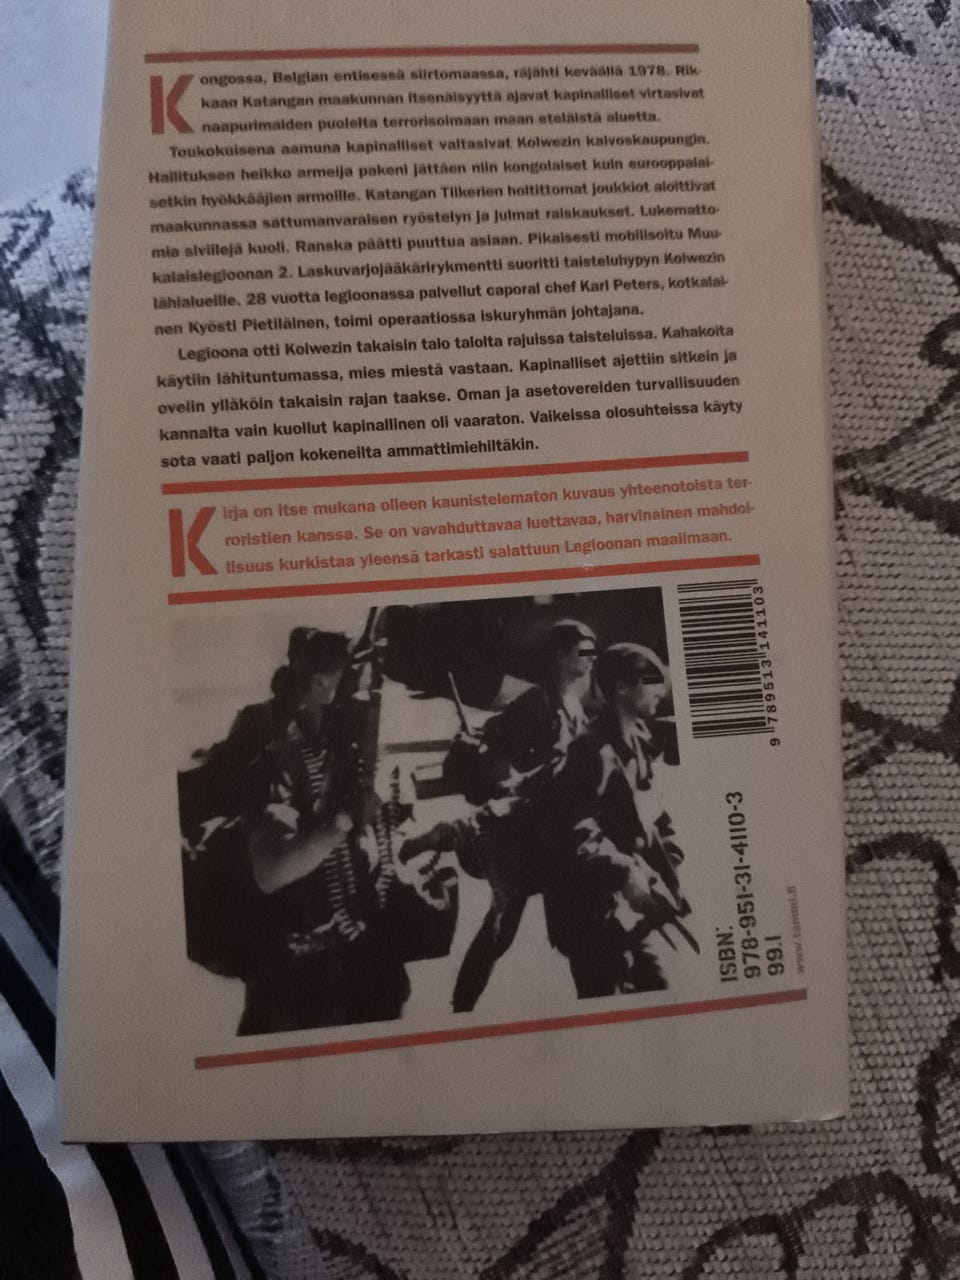 Kongossa, Belgian entisessä siirtomaassa, räjähti keväällä 1978. Rik-
kaan Katangan maakunnan itsenäisyyttä ajavat kapinalliset virtasivat
naapurimaiden puolelta terrorisoimaan maan eteläistä aluetta.
Toukokuisena aamuna kapinalliset valtasivat Kolwezin kaivoskaupungin.
Hallituksen heikko armeija pakeni jättäen niin kongolaiset kuin eurooppalai-
setkin hyökkääjien armoille. Katangan Tiikerien holtittomat joukkiot aloittivat
maakunnassa sattumanvaraisen ryöstelyn ja julmat raiskaukset. Lukematto-
mia siviilejä kuoli. Ranska päätti puuttua asiaan. Pikaisesti mobilisoitu Muu-
kalaislegioonan 2. Laskuvarjojääkärirykmentti suoritti taisteluhypyn Kolwezin
lähialueille. 28 vuotta legioonassa palvellut caporal chef Karl Peters, kotkalai-
nen Kyösti Pietiläinen, toimi operaatiossa iskuryhmän johtajana.
Legioona otti Kolwezin takaisin talo talolta rajuissa taisteluissa. Kahakoita
käytiin lähituntumassa, mies miestä vastaan. Kapinalliset ajettiin sitkein ja
ovelin ylläköin takaisin rajan taakse. Oman ja asetovereiden turvallisuuden
kannalta vain kuollut kapinallinen oli vaaraton. Vaikeissa olosuhteissa käyty
sota vaati paljon kokeneilta ammattimiehiltäkin.
Kirja on itse mukana olleen kaunistelematon kuvaus yhteenotoista ter-
roristien kanssa. Se on vavahduttavaa luettavaa, harvinainen mahdol-
lisuus kurkistaa yleensä tarkasti salattuun Legioonan maailmaan.
9 789513 141103
ISBN:
978-951-31-4110-3
99.1
www.tammi.fi